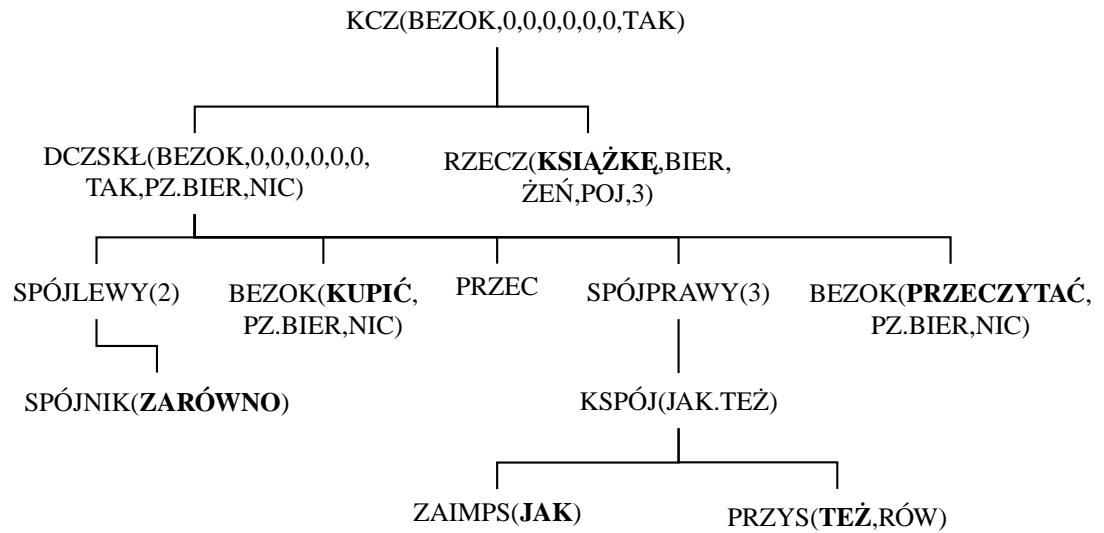 KCZ(BEZOK,0,0,0,0,0,0,TAK)
DCZSKŁ(BEZOK,0,0,0,0,0,0,
TAK,PZ.BIER,NIC)
RZECZ(KSIĄŻKĘ,BIER,
ŻEŃ,POJ,3)
SPÓJLEWY(2)
BEZOK(KUPIĆ,
PZ.BIER,NIC)
PRZEC
SPÓJPRAWY(3)
BEZOK(PRZECZYTAĆ,
PZ.BIER,NIC)
SPÓJNIK(ZARÓWNO)
KSPÓJ(JAK.TEŻ)
ZAIMPS(JAK)
PRZYS(TEŻ,RÓW)